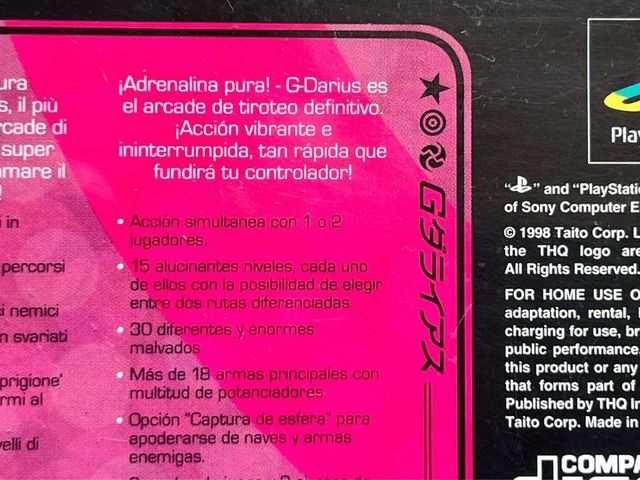 ura
s, il più
rcade di
super
mare il
!
i in
percorsi
ci nemici
n svariati
prigione'
rmi al
velli di
¡Adrenalina pura! - G-Darius es
el arcade de tiroteo definitivo.
¡Acción vibrante e
ininterrumpida, tan rápida que
fundirá tu controlador!
• Acción simultánea con 1 o 2
jugadores.
• 15 alucinantes niveles, cada uno
de ellos con la posibilidad de elegir
entre dos rutas diferenciadas.
• 30 diferentes y enormes
malvados.
• Más de 18 armas principales con
multitud de potenciadores.
• Opción "Captura de esfera" para
apoderarse de naves y armas
enemigas.
Gダライアス
Play
" " and "PlayStatio
of Sony Computer E
© 1998 Taito Corp. L
the THQ logo are
All Rights Reserved.
FOR HOME USE O
adaptation, rental, l
charging for use, br
public performance
this product or any
that forms part of
Published by THQ In
Taito Corp. Made in
COMPA